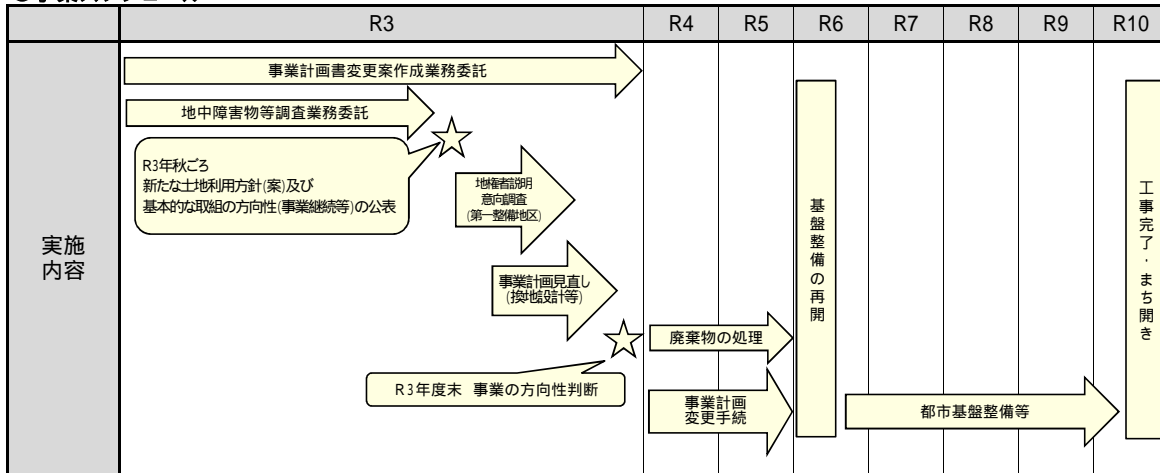 R3
R4
R5
R6
R7
R8
R9
R10
実施
内容
事業計画書変更案作成業務委託
地中障害物等調査業務委託
R3年秋ごろ
新たな土地利用方針(案)及び
基本的な取組の方向性(事業継続等)の公表
地権者説明
意向調査
(第一整備地区)
事業計画見直し
(換地設計等)
R3年度末 事業の方向性判断
廃棄物の処理
事業計画
変更手続
基盤整備の再開
都市基盤整備等
工事完了・まち開き